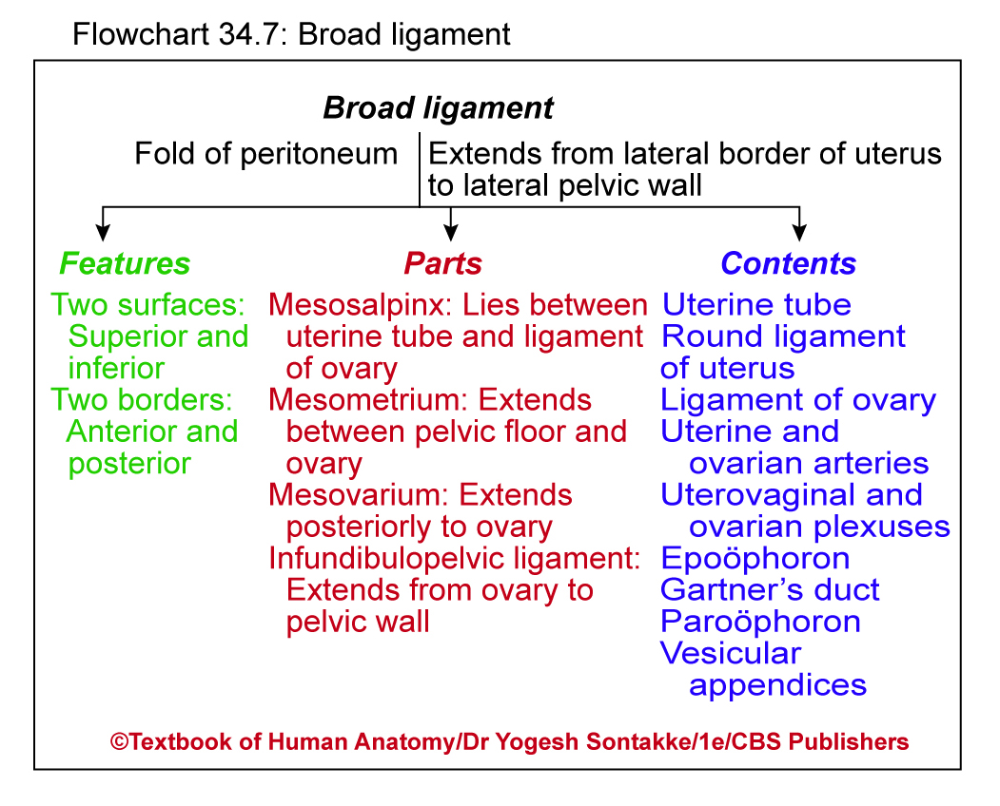 Flowchart 34.7: Broad ligament
Broad ligament
Fold of peritoneum
Extends from lateral border of uterus
to lateral pelvic wall
Features
Two surfaces:
Superior and
inferior
Two borders:
Anterior and
posterior
Parts
Mesosalpinx: Lies between
uterine tube and ligament
of ovary
Mesometrium: Extends
between pelvic floor and
ovary
Mesovarium: Extends
posteriorly to ovary
Infundibulopelvic ligament:
Extends from ovary to
pelvic wall
Contents
Uterine tube
Round ligament
of uterus
Ligament of ovary
Uterine and
ovarian arteries
Uterovaginal and
ovarian plexuses
Epoöphoron
Gartner’s duct
Paroöphoron
Vesicular
appendices
©Textbook of Human Anatomy/Dr Yogesh Sontakke/1e/CBS Publishers